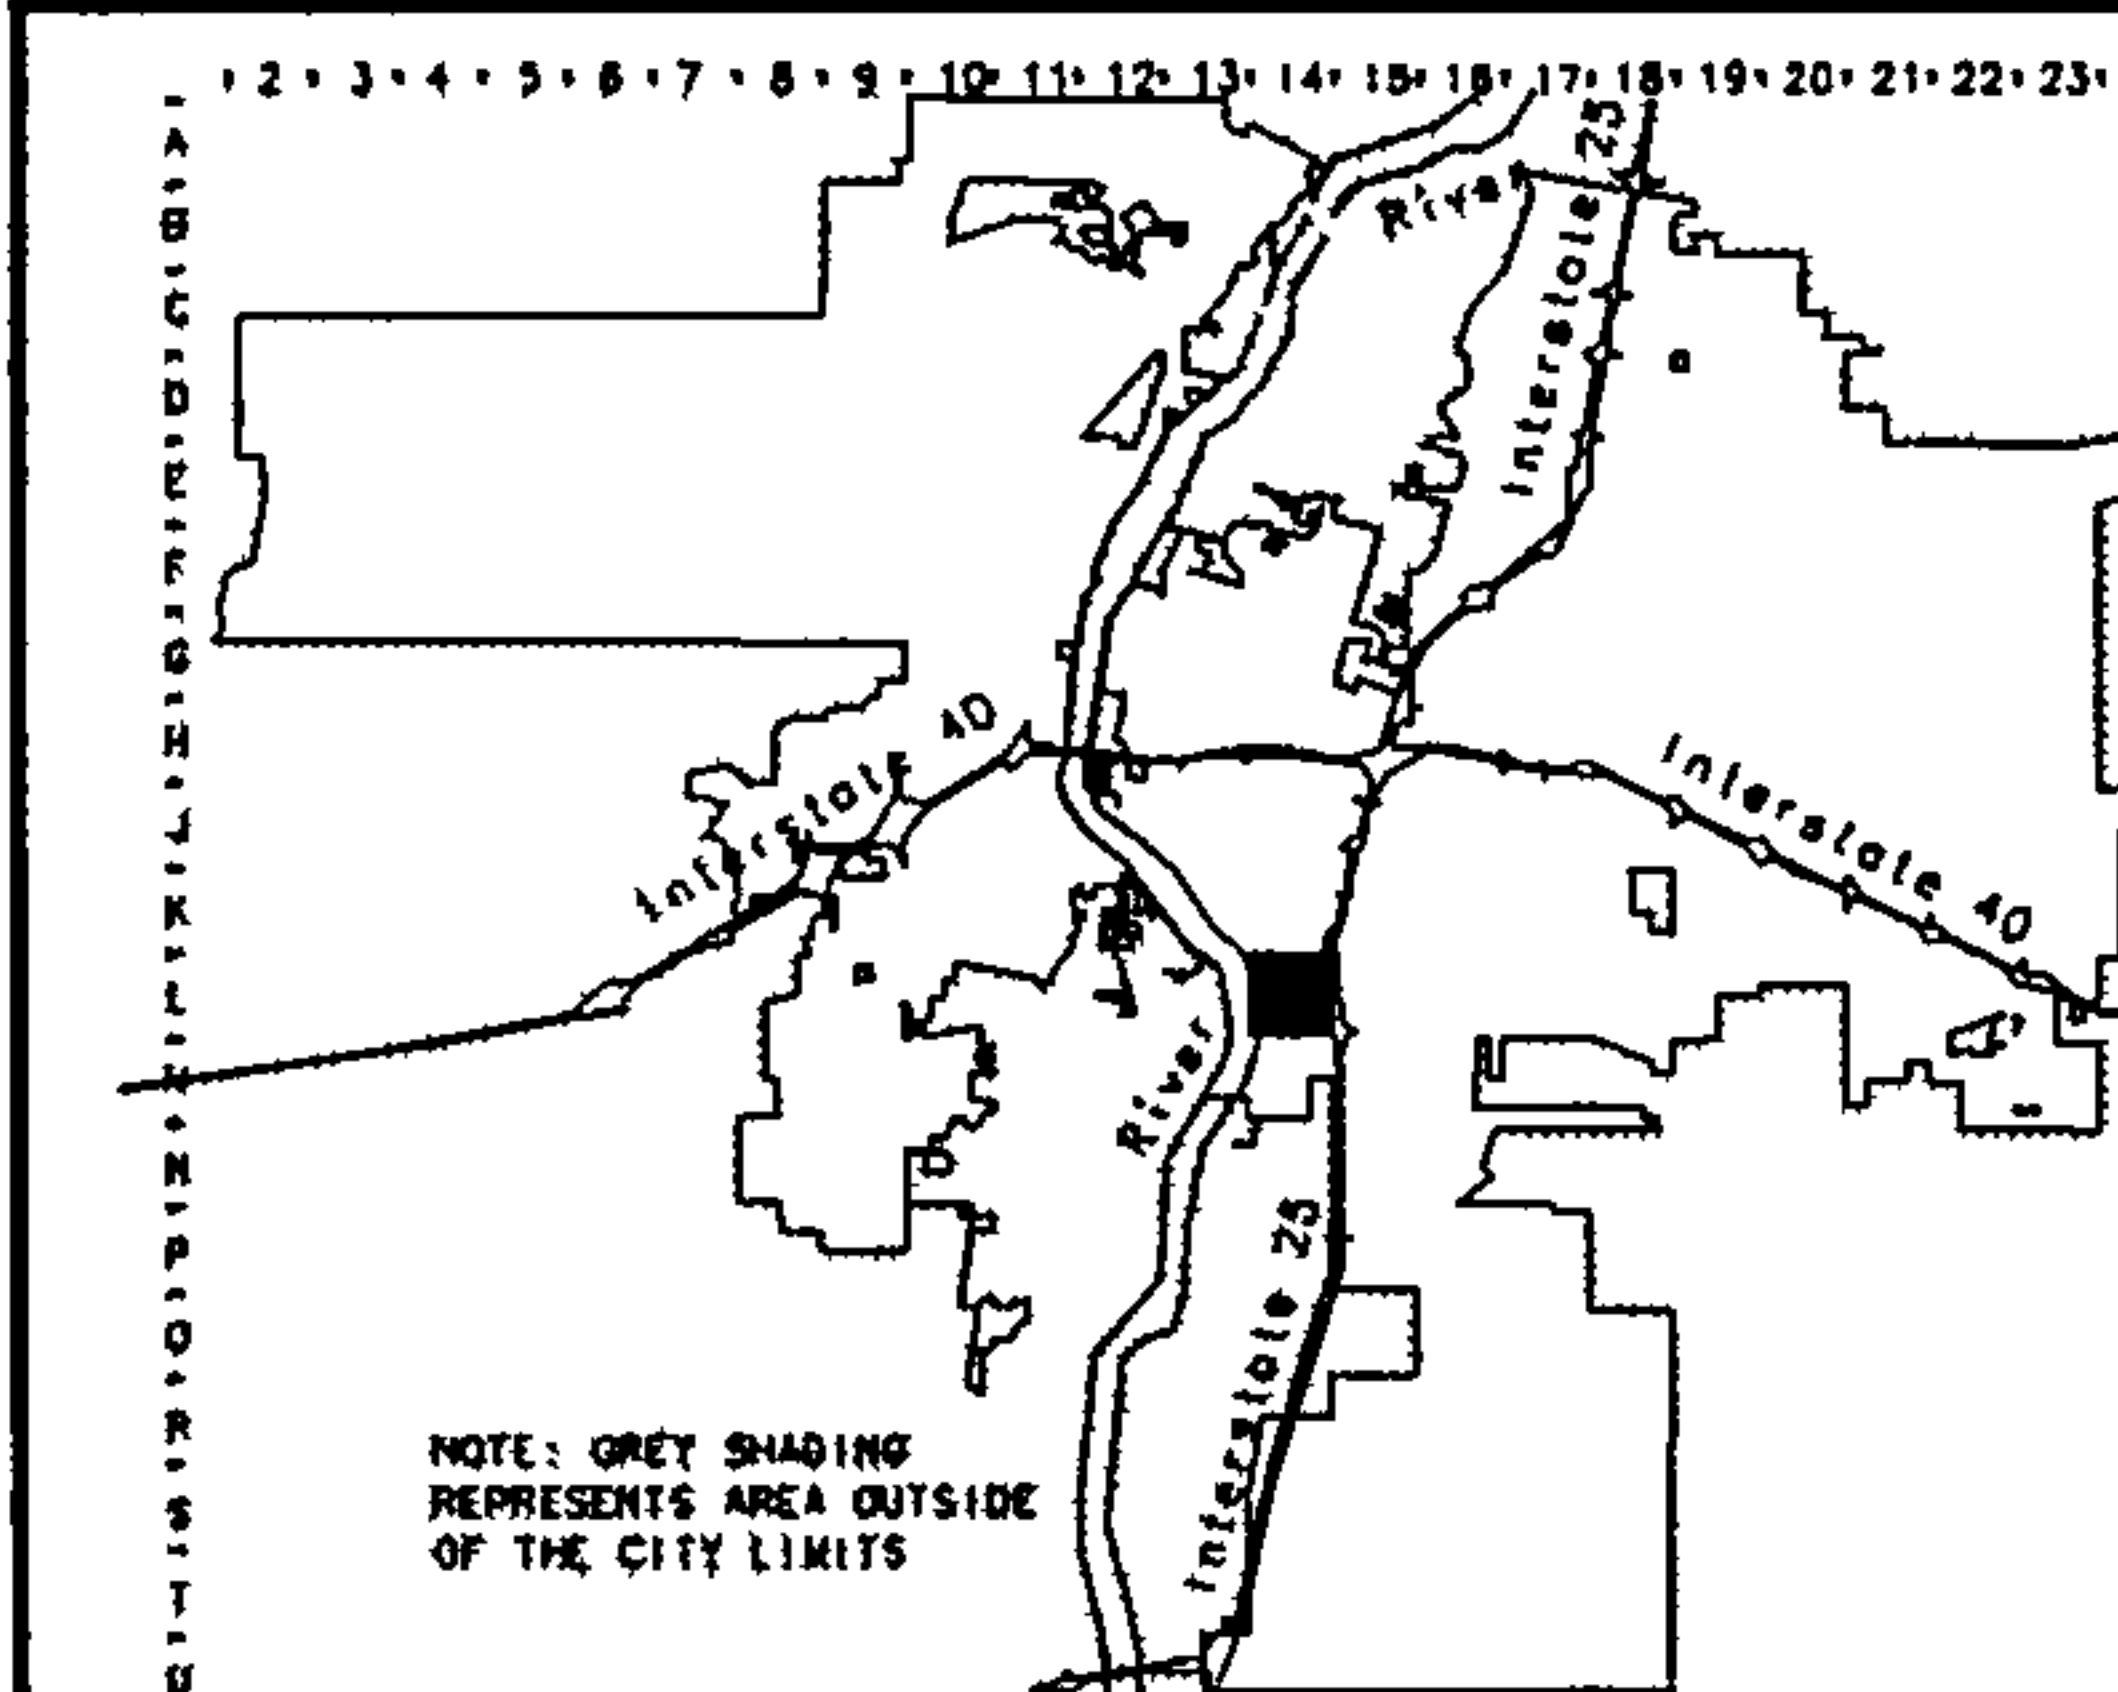 2 3 4 5 6 7 8 9 10 11 12 13 14 15 16 17 18 19 20 21 22 23
A
B
C
D
E
F
G
H
J
K
L
M
N
P
Q
R
S
T
U
River
Interstate 25
Interstate 40
Interstate 40
River
Interstate 25
NOTE: GREY SHADING
REPRESENTS AREA OUTSIDE
OF THE CITY LIMITS